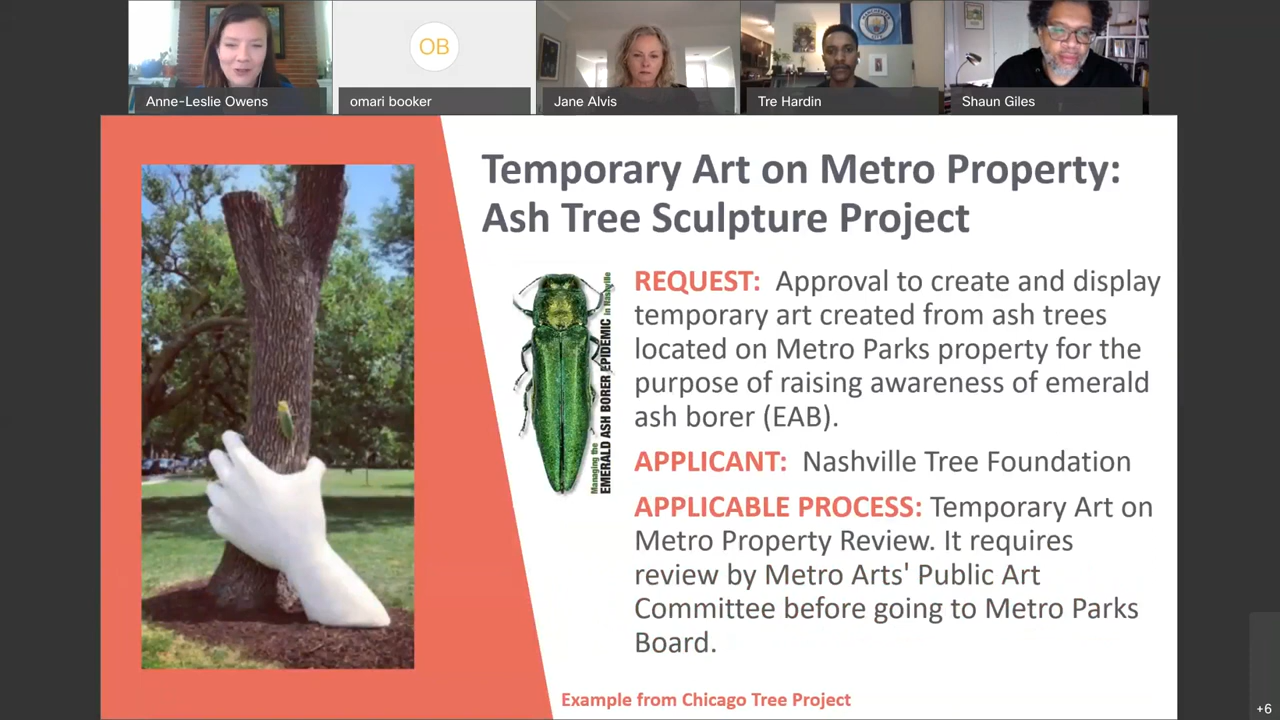 OB
Anne-Leslie Owens
omari booker
Jane Alvis
Tre Hardin
Shaun Giles
MANCHESTER
CITY
Temporary Art on Metro Property:
Ash Tree Sculpture Project
Managing the
EMERALD ASH BORER EPIDEMIC in Nashville
REQUEST: Approval to create and display
temporary art created from ash trees
located on Metro Parks property for the
purpose of raising awareness of emerald
ash borer (EAB).
APPLICANT: Nashville Tree Foundation
APPLICABLE PROCESS: Temporary Art on
Metro Property Review. It requires
review by Metro Arts' Public Art
Committee before going to Metro Parks
Board.
Example from Chicago Tree Project
+6